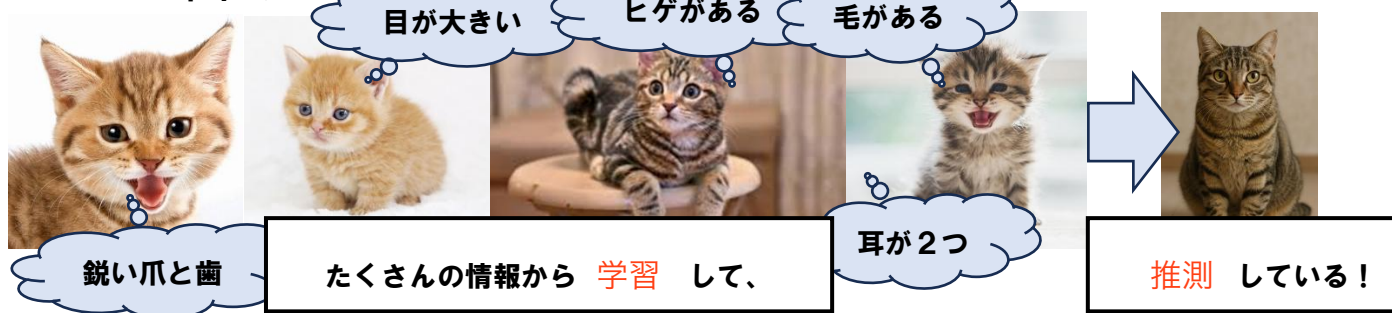 目が大きい
ヒゲがある
毛がある
鋭い爪と歯
たくさんの情報から 学習 して、
耳が２つ
推測 している！